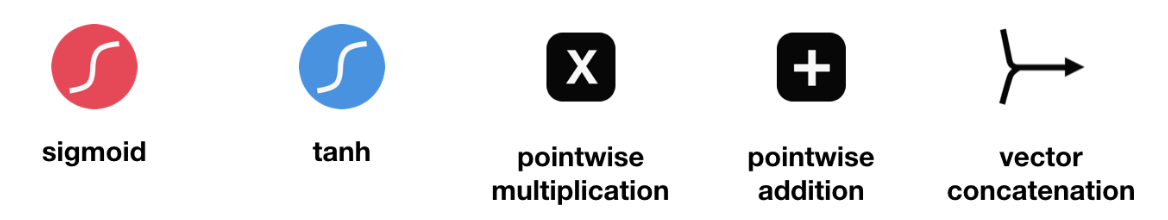 X
+
sigmoid
tanh
pointwise
multiplication
pointwise
addition
vector
concatenation